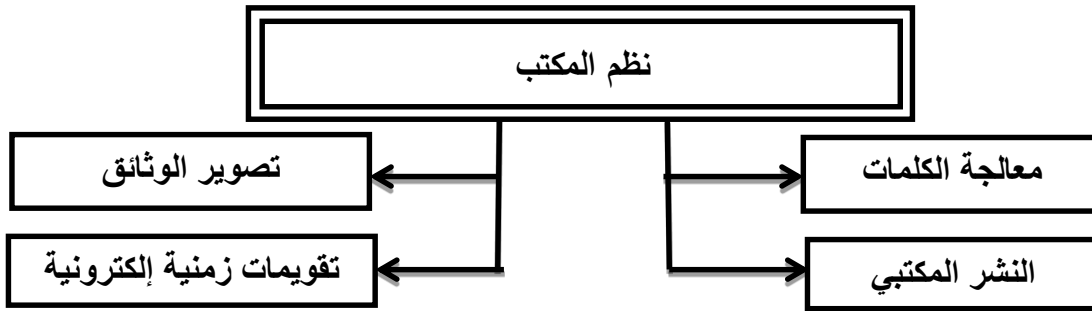 نظم المكتب
معالجة الكلمات
تصوير الوثائق
النشر المكتبي
تقويمات زمنية إلكترونية